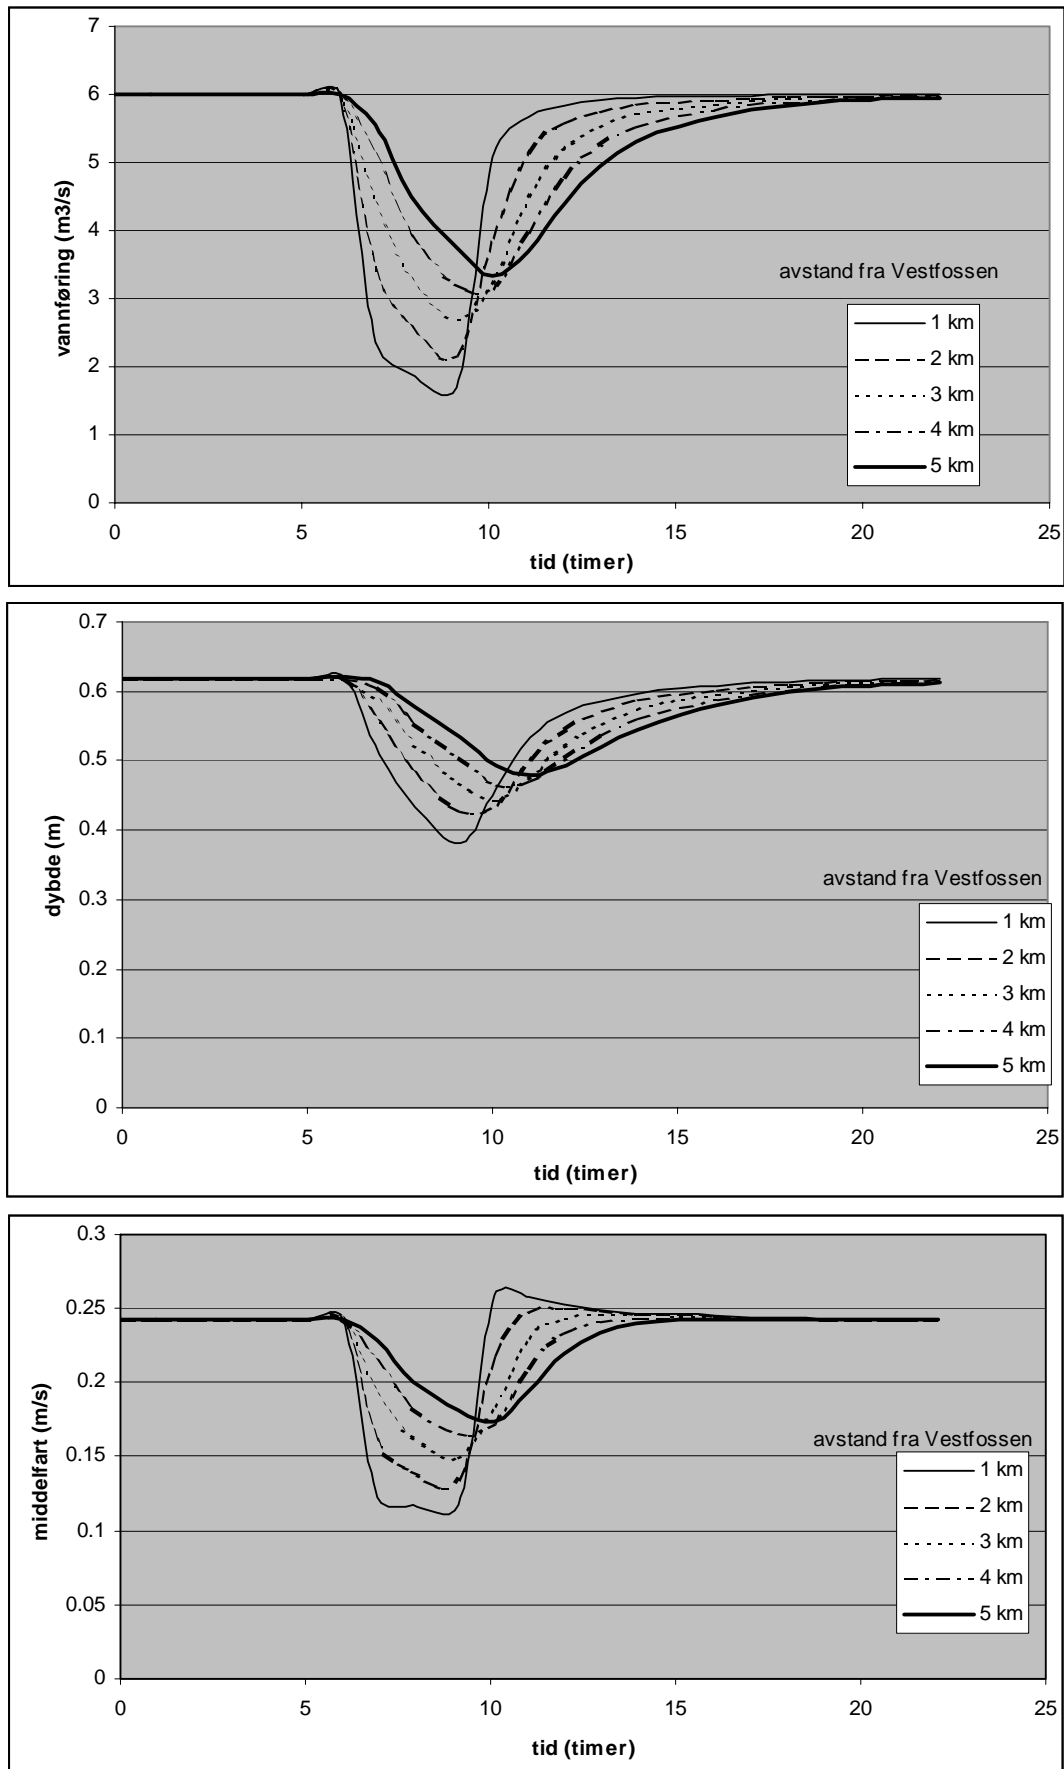 7
6
5
4
3
2
1
0
vannføring (m3/s)
0 5 10 15 20 25
tid (timer)
avstand fra Vestfossen
1 km
2 km
3 km
4 km
5 km
0.7
0.6
0.5
0.4
0.3
0.2
0.1
0
dybde (m)
0 5 10 15 20 25
tid (timer)
avstand fra Vestfossen
1 km
2 km
3 km
4 km
5 km
0.3
0.25
0.2
0.15
0.1
0.05
0
middelfart (m/s)
0 5 10 15 20 25
tid (timer)
avstand fra Vestfossen
1 km
2 km
3 km
4 km
5 km